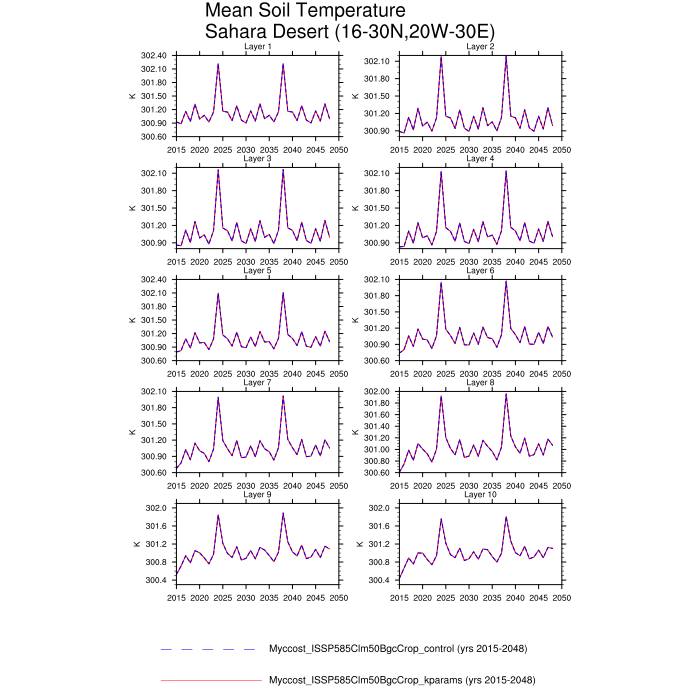 Mean Soil Temperature
Sahara Desert (16-30N,20W-30E)
Layer 1
302.40
302.10
301.80
301.50
301.20
300.90
300.60
K
2015 2020 2025 2030 2035 2040 2045 2050
Layer 2
302.10
301.80
301.50
301.20
300.90
K
2015 2020 2025 2030 2035 2040 2045 2050
Layer 3
302.10
301.80
301.50
301.20
300.90
K
2015 2020 2025 2030 2035 2040 2045 2050
Layer 4
302.10
301.80
301.50
301.20
300.90
K
2015 2020 2025 2030 2035 2040 2045 2050
Layer 5
302.40
302.10
301.80
301.50
301.20
300.90
300.60
K
2015 2020 2025 2030 2035 2040 2045 2050
Layer 6
302.10
301.80
301.50
301.20
300.90
300.60
K
2015 2020 2025 2030 2035 2040 2045 2050
Layer 7
302.10
301.80
301.50
301.20
300.90
300.60
K
2015 2020 2025 2030 2035 2040 2045 2050
Layer 8
302.00
301.80
301.60
301.40
301.20
301.00
300.80
300.60
K
2015 2020 2025 2030 2035 2040 2045 2050
Layer 9
302.0
301.6
301.2
300.8
300.4
K
2015 2020 2025 2030 2035 2040 2045 2050
Layer 10
302.0
301.6
301.2
300.8
300.4
K
2015 2020 2025 2030 2035 2040 2045 2050
Myccost_ISSP585Clm50BgcCrop_control (yrs 2015-2048)
Myccost_ISSP585Clm50BgcCrop_kparams (yrs 2015-2048)